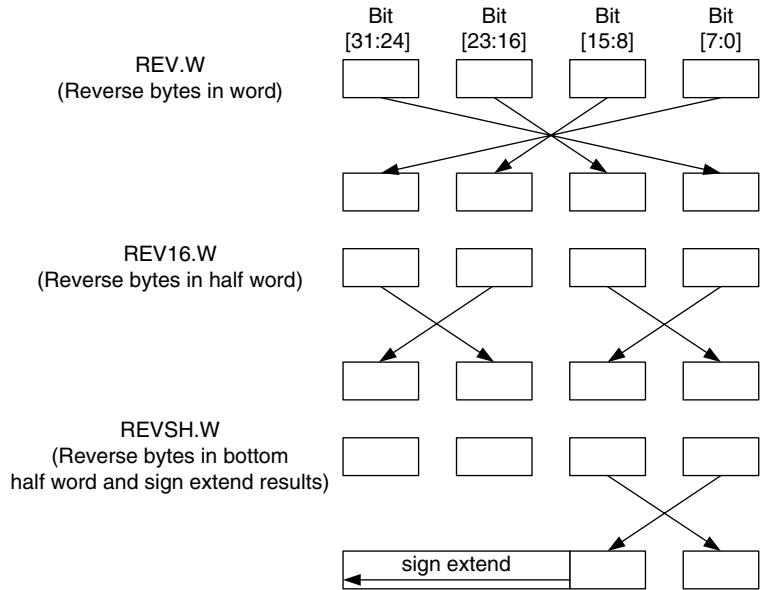 Bit Bit Bit Bit
[31:24] [23:16] [15:8] [7:0]
REV.W
(Reverse bytes in word)
REV16.W
(Reverse bytes in half word)
REVSH.W
(Reverse bytes in bottom
half word and sign extend results)
sign extend